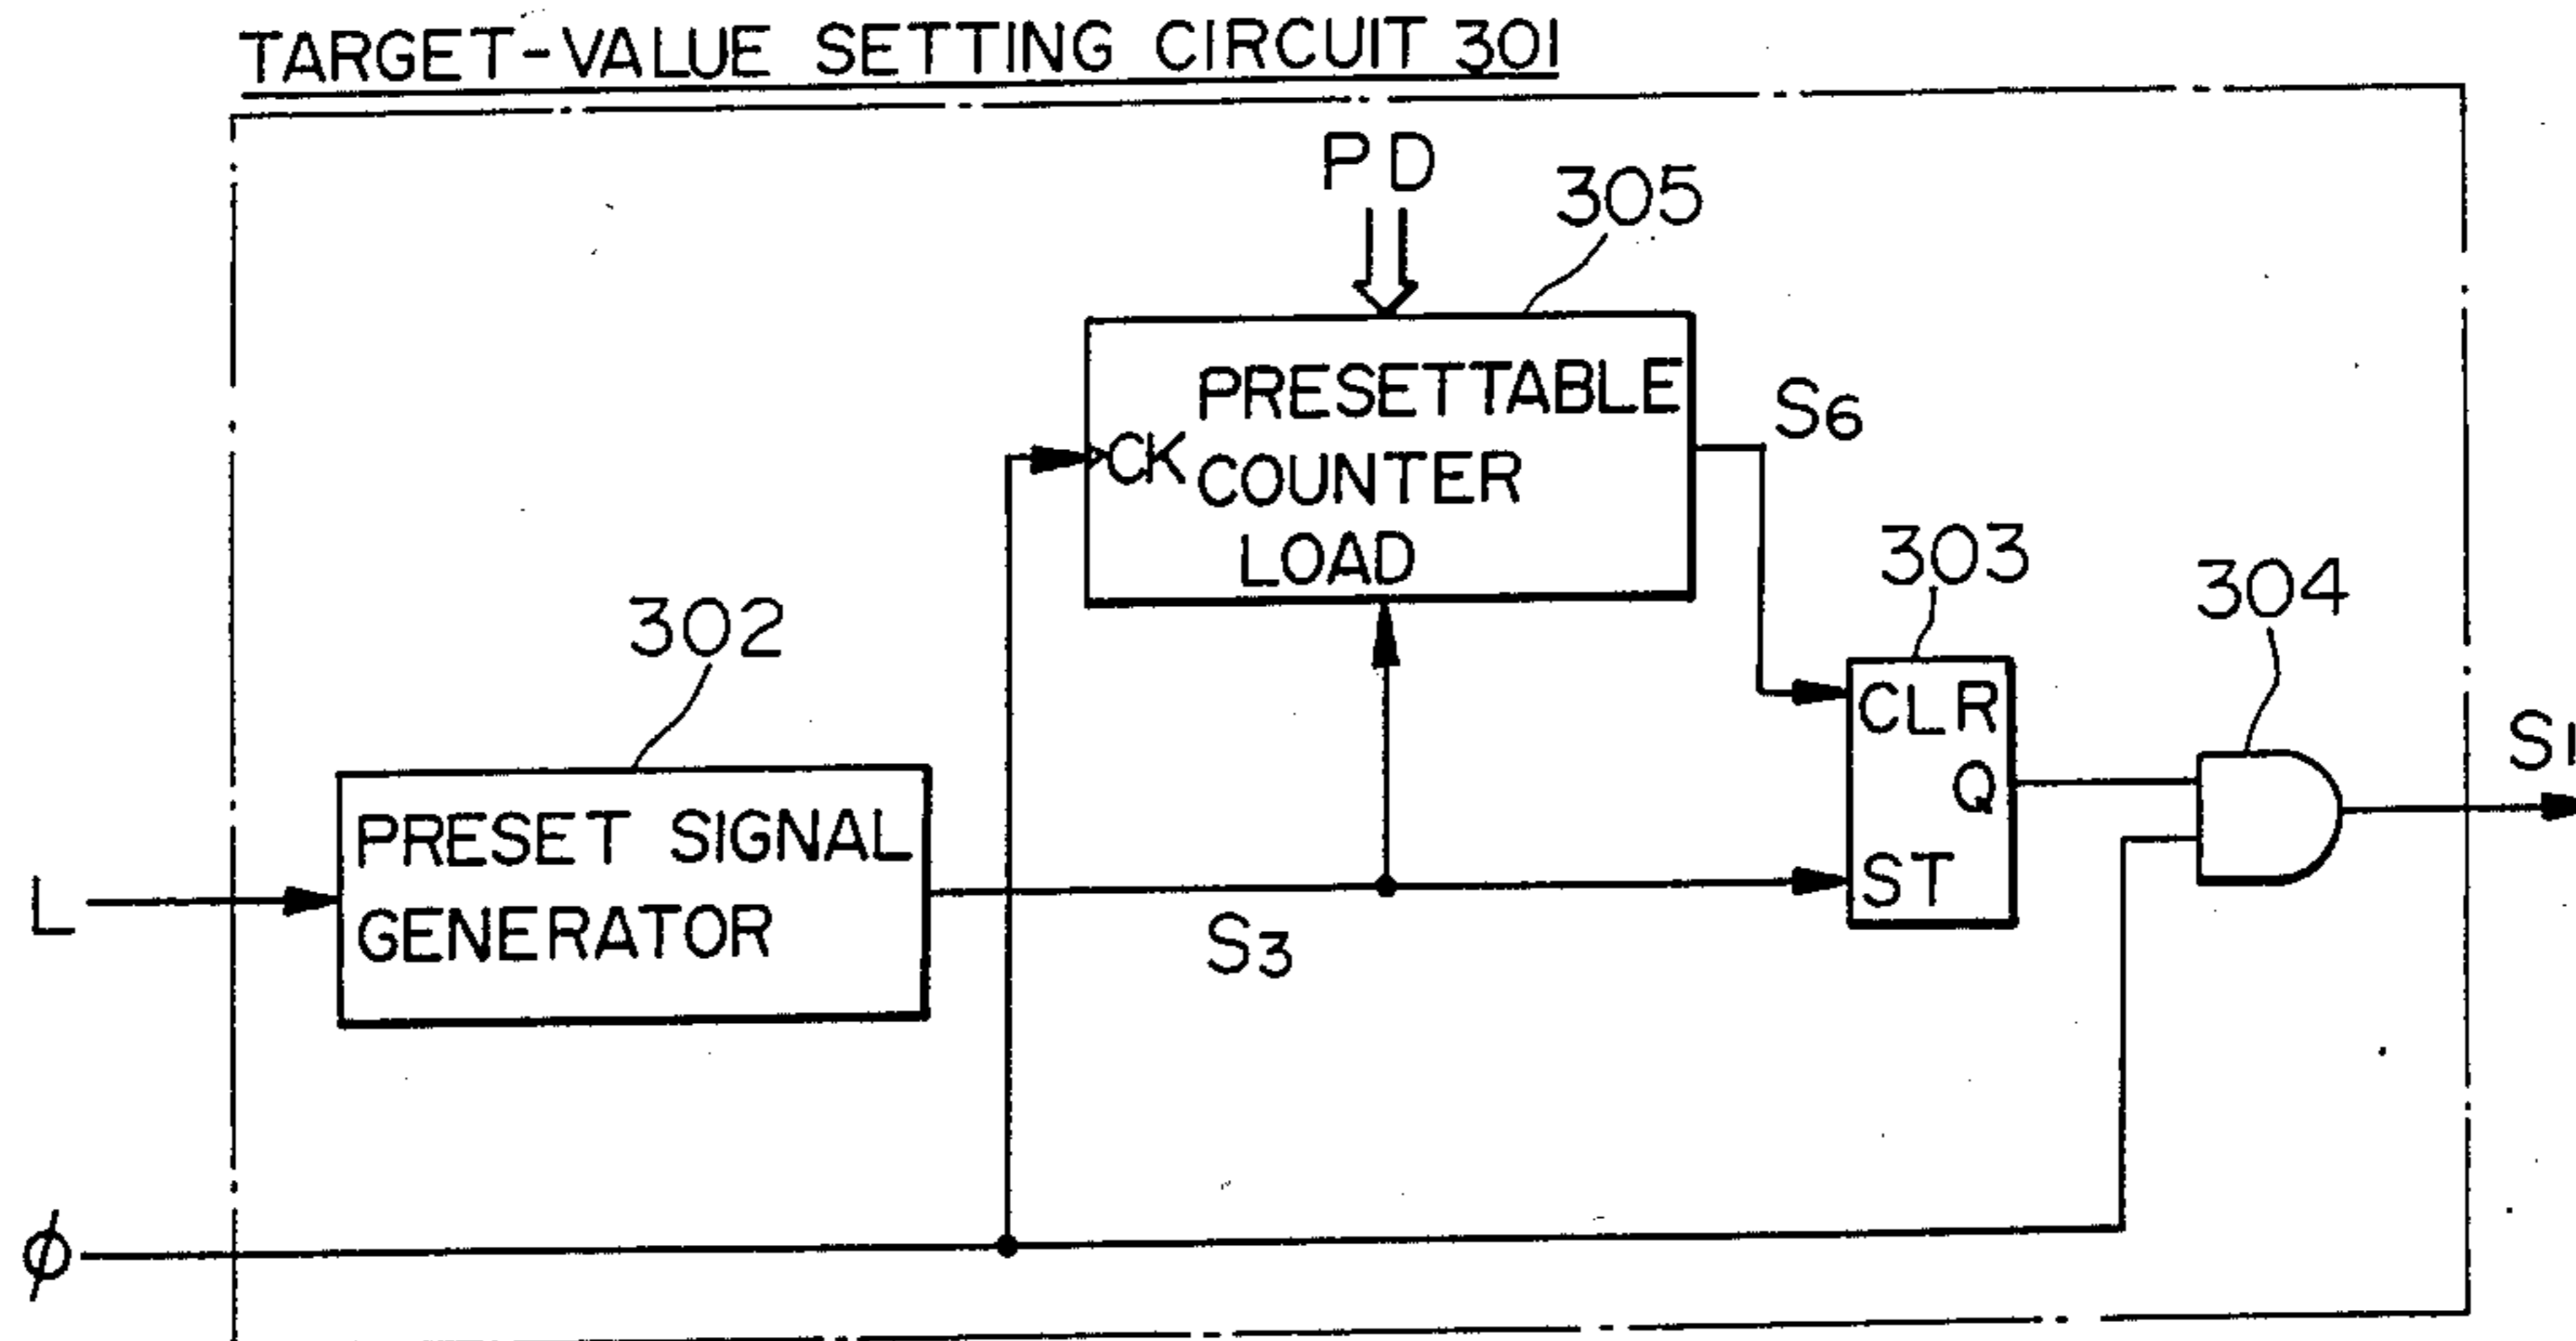 TARGET-VALUE SETTING CIRCUIT 301
PD
305
PRESETTABLE
CK COUNTER
LOAD
S6
303
304
302
CLR
Q
ST
S1
PRESET SIGNAL
GENERATOR
L
S3
ϕ